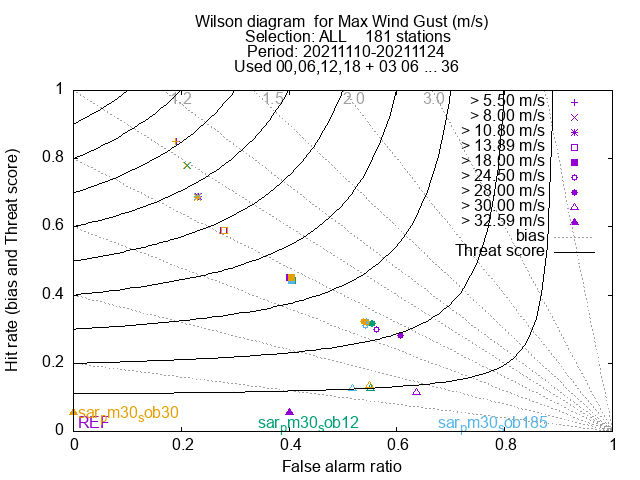 Wilson diagram  for Max Wind Gust (m/s)
Selection: ALL    181 stations
Period: 20211110-20211124
Used 00,06,12,18 + 03 06 ... 36
1.2
1.5
2.0
3.0
> 5.50 m/s
> 8.00 m/s
> 10.80 m/s
> 13.89 m/s
> 18.00 m/s
> 24.50 m/s
> 28.00 m/s
> 30.00 m/s
> 32.59 m/s
bias
Threat score
1
0.8
0.6
0.4
0.2
0
Hit rate (bias and Threat score)
sarpm30sob30
REF
sarpm30sob12
sarpm30sob185
0
0.2
0.4
0.6
0.8
1
False alarm ratio